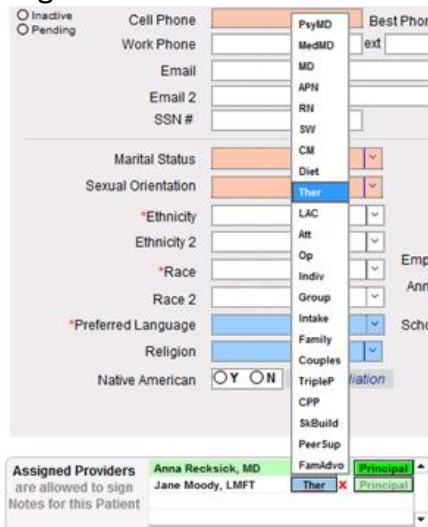 Inactive
Pending
Cell Phone
Best Phon
Work Phone
ext
Email
Email 2
SSN #
Marital Status
Sexual Orientation
*Ethnicity
Ethnicity 2
*Race
Emp
Ann
Race 2
*Preferred Language
Scho
Religion
Native American
Y
N
iliation
PsyMD
MedMD
MD
APN
RN
SW
CM
Diet
Ther
LAC
Att
Op
Indiv
Group
Intake
Family
Couples
TripleP
CPP
SkBuild
PeerSup
FamAdvo
Assigned Providers
are allowed to sign
Notes for this Patient
Anna Recksick, MD
Principal
Jane Moody, LMFT
Ther
X
Principal